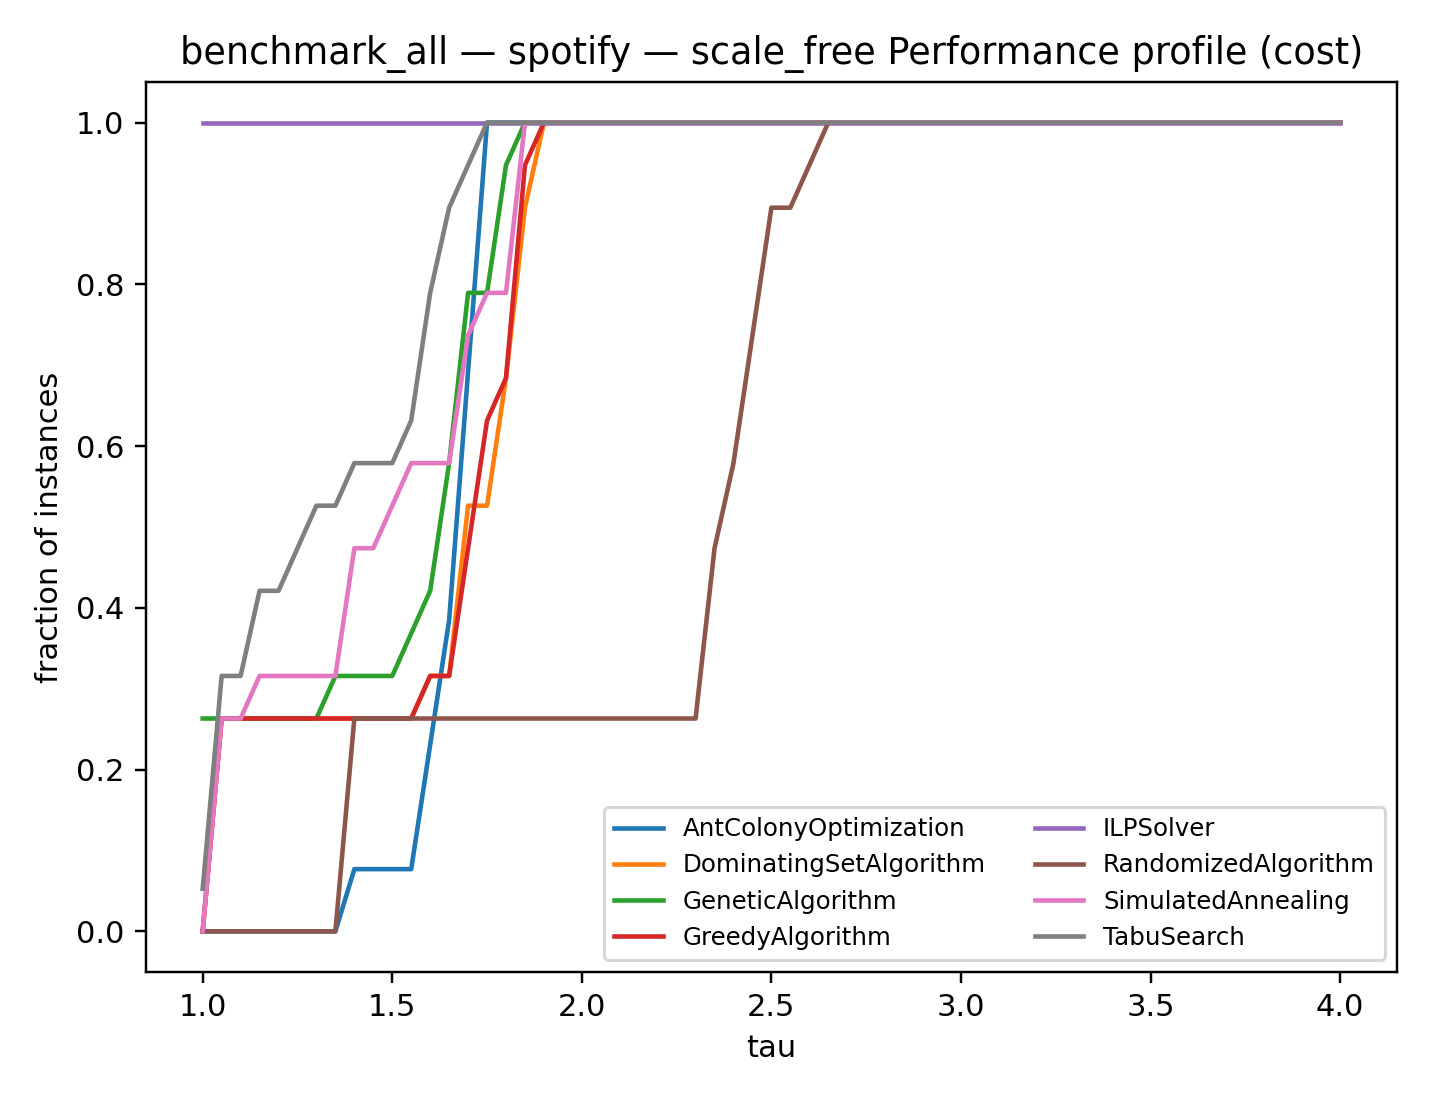 benchmark_all — spotify — scale_free Performance profile (cost)
1.0
0.8
0.6
0.4
0.2
0.0
fraction of instances
AntColonyOptimization
DominatingSetAlgorithm
GeneticAlgorithm
GreedyAlgorithm
ILPSolver
RandomizedAlgorithm
SimulatedAnnealing
TabuSearch
1.0 1.5 2.0 2.5 3.0 3.5 4.0
tau